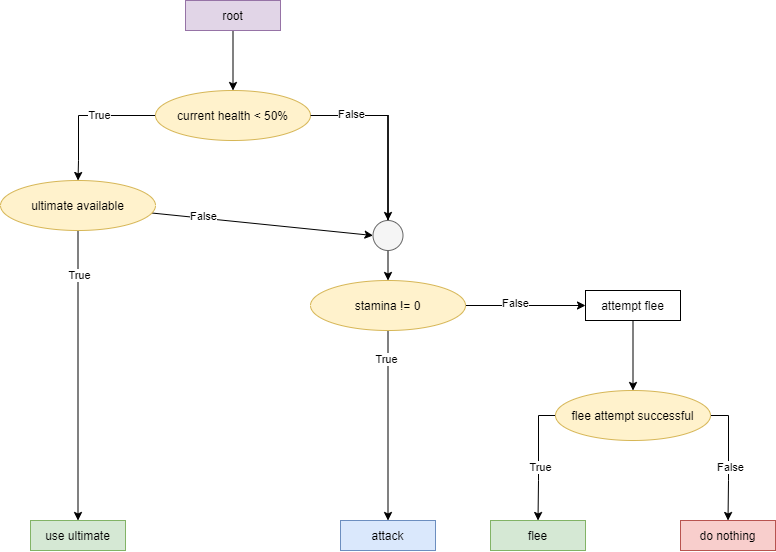 root
current health < 50%
True
False
ultimate available
False
True
stamina != 0
False
attempt flee
True
flee attempt successful
True
False
use ultimate
attack
flee
do nothing